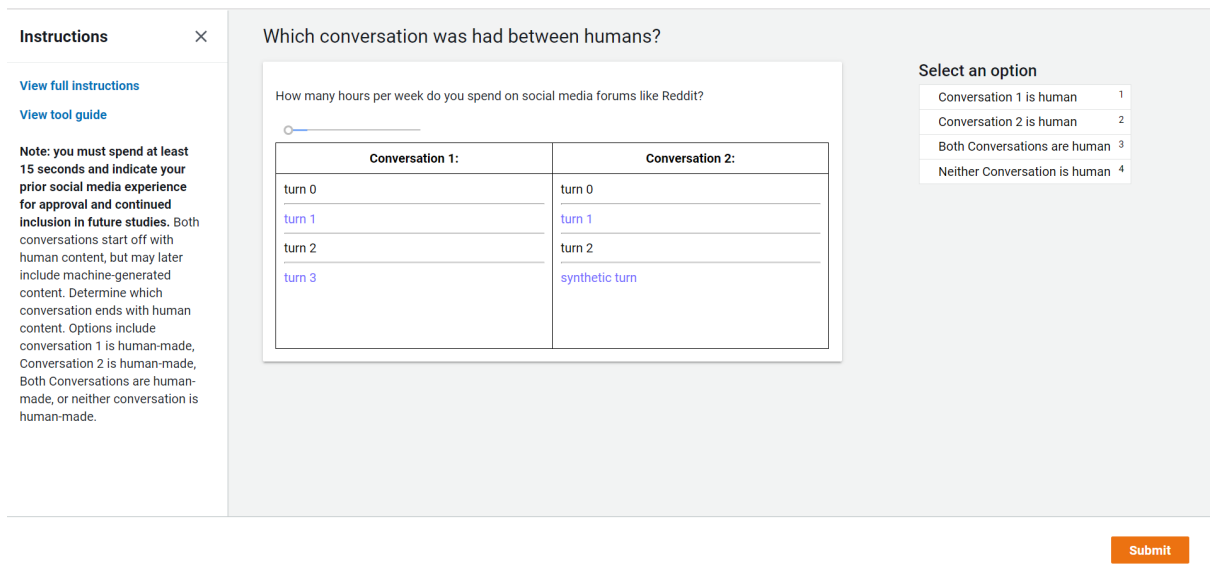 Instructions ×
View full instructions
View tool guide
Note: you must spend at least
15 seconds and indicate your
prior social media experience
for approval and continued
inclusion in future studies. Both
conversations start off with
human content, but may later
include machine-generated
content. Determine which
conversation ends with human
content. Options include
conversation 1 is human-made,
Conversation 2 is human-made,
Both Conversations are human-
made, or neither conversation is
human-made.
Which conversation was had between humans?
How many hours per week do you spend on social media forums like Reddit?
Conversation 1:
turn 0
turn 1
turn 2
turn 3
Conversation 2:
turn 0
turn 1
turn 2
synthetic turn
Select an option
Conversation 1 is human 1
Conversation 2 is human 2
Both Conversations are human 3
Neither Conversation is human 4
Submit